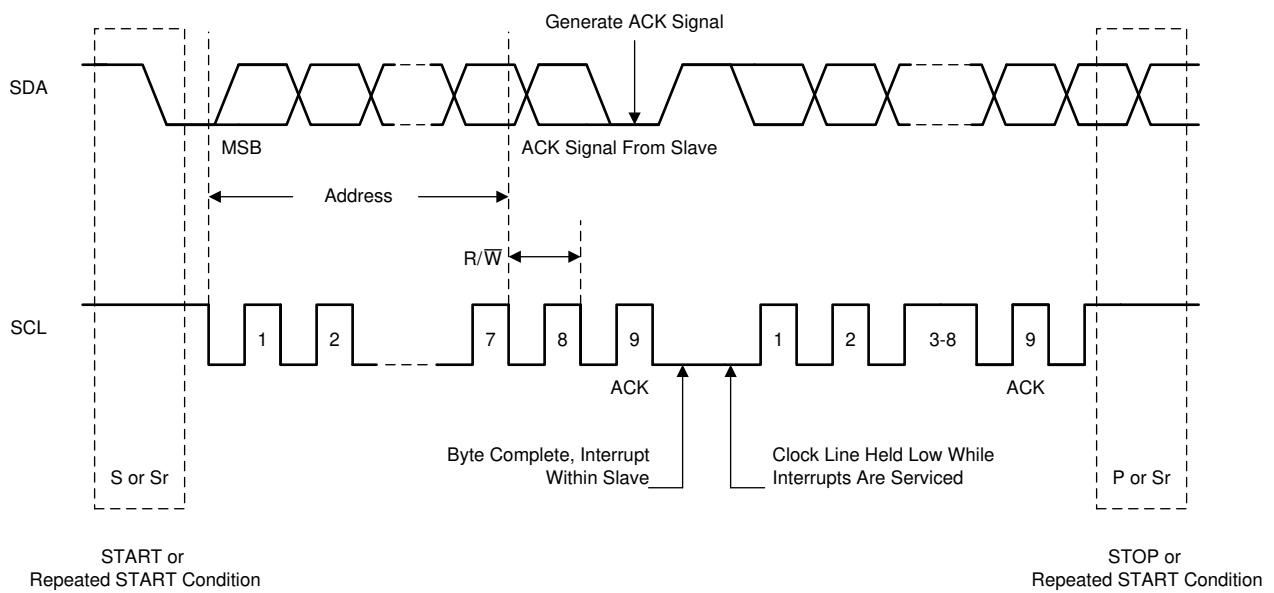 Generate ACK Signal
SDA
MSB
ACK Signal From Slave
Address
R/W̅
SCL
1
2
7
8
9
1
2
3-8
9
ACK
ACK
Byte Complete, Interrupt
Within Slave
Clock Line Held Low While
Interrupts Are Serviced
S or Sr
P or Sr
START or
Repeated START Condition
STOP or
Repeated START Condition